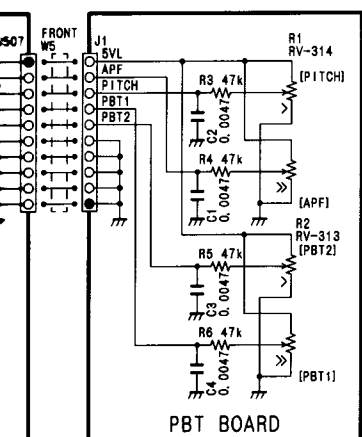 S507
FRONT
W5
J1
5VL
APF
PITCH
PBT1
PBT2
R1
RV-314
[PITCH]
R3 47k
C2
0.0047
R4 47k
C1
0.0047
[APF]
R2
RV-313
[PBT2]
R5 47k
C3
0.0047
R6 47k
C4
0.0047
[PBT1]
PBT BOARD